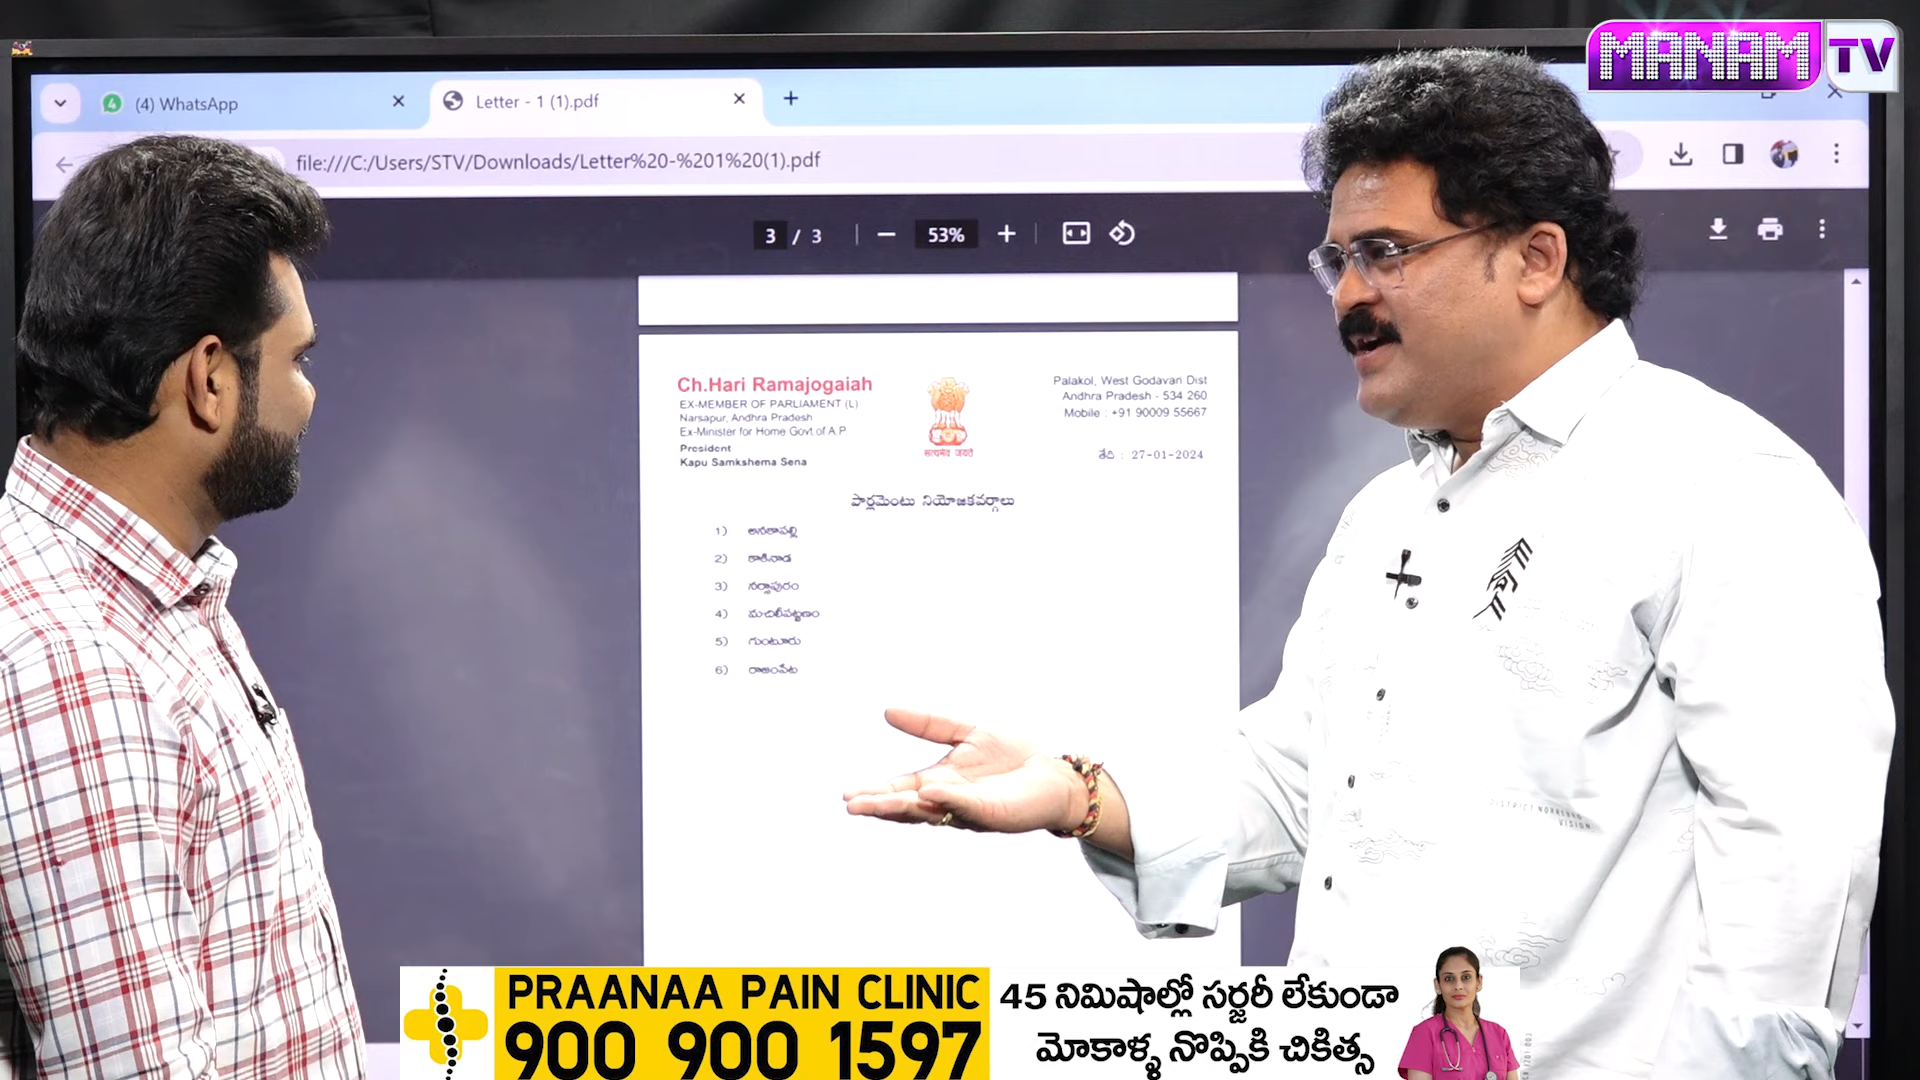 MANAM TV
(4) WhatsApp
Letter - 1 (1).pdf
file:///C:/Users/STV/Downloads/Letter%20-%201%20(1).pdf
3 / 3
53%
Ch.Hari Ramajogaiah
EX-MEMBER OF PARLIAMENT (L)
Narsapur, Andhra Pradesh
Ex-Minister for Home Govt of A.P
President
Kapu Samkshema Sena
सत्यमेव जयते
Palakol, West Godavari Dist
Andhra Pradesh - 534 260
Mobile : +91 90009 55667
తేది : 27-01-2024
పార్లమెంటు నియోజకవర్గాలు
1) అనకాపల్లి
2) కాకినాడ
3) నర్సాపురం
4) మచిలీపట్టణం
5) గుంటూరు
6) రాజంపేట
PRAANAA PAIN CLINIC
900 900 1597
45 నిమిషాల్లో సర్జరీ లేకుండా
మోకాళ్ళ నొప్పికి చికిత్స